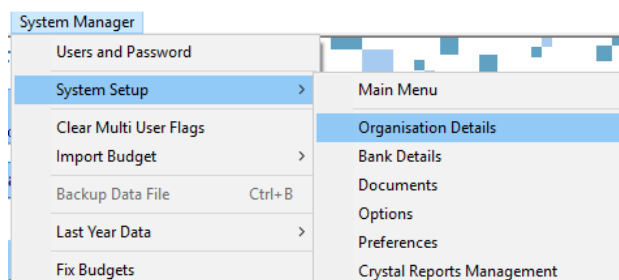 System Manager
Users and Password
System Setup >
Main Menu
Clear Multi User Flags
Organisation Details
Import Budget >
Bank Details
Backup Data File Ctrl+B
Documents
Options
Last Year Data >
Preferences
Fix Budgets
Crystal Reports Management